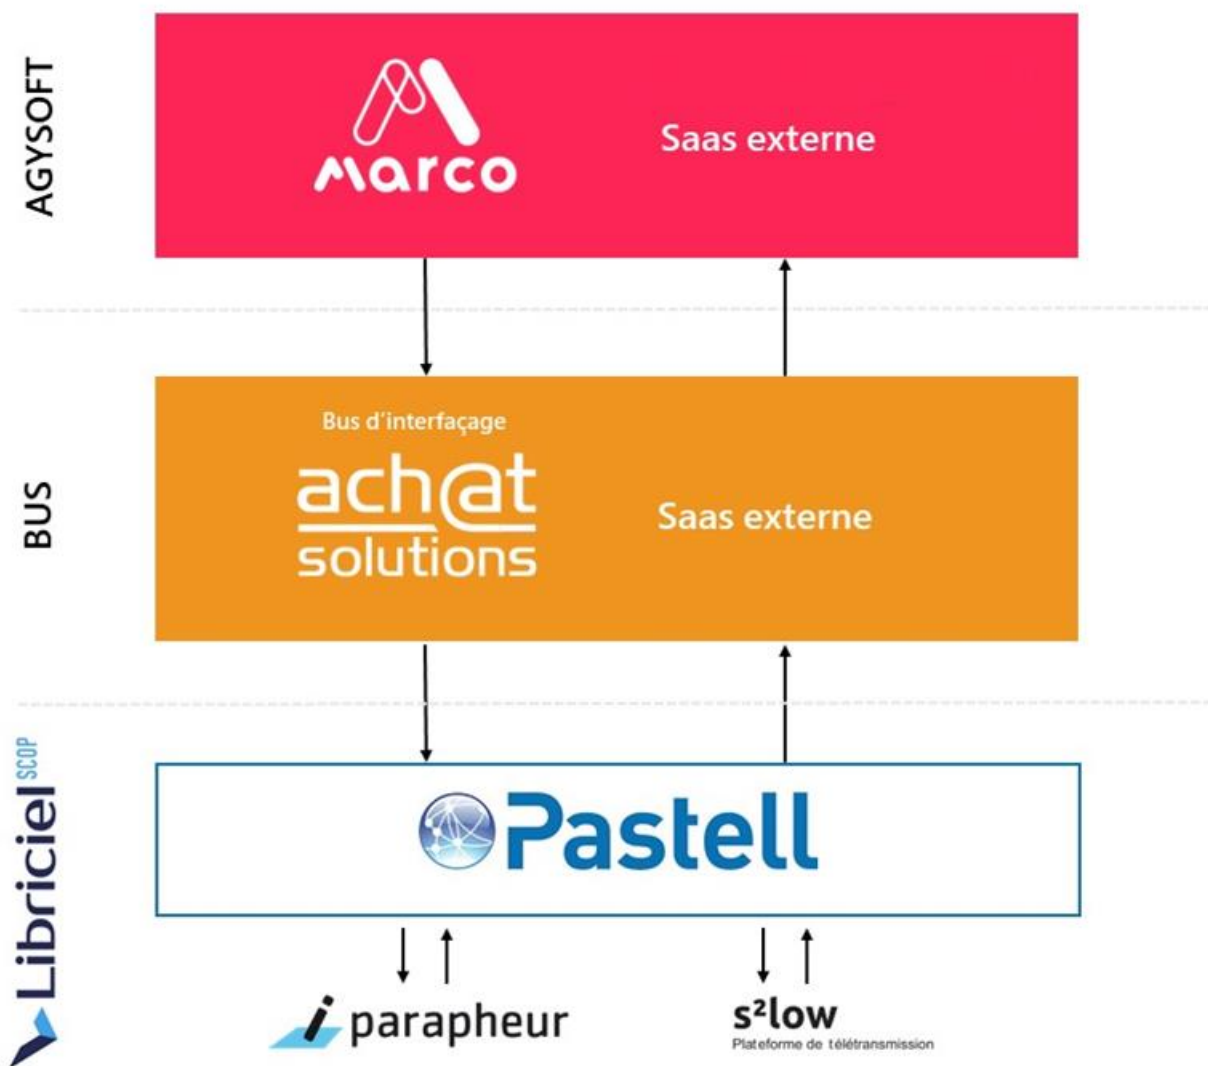 AGYSOFT
marco
Saas externe
BUS
Bus d'interfaçage
ach@t
solutions
Saas externe
Libriciel SCOP
Pastell
i parapheur
s²low
Plateforme de télétransmission